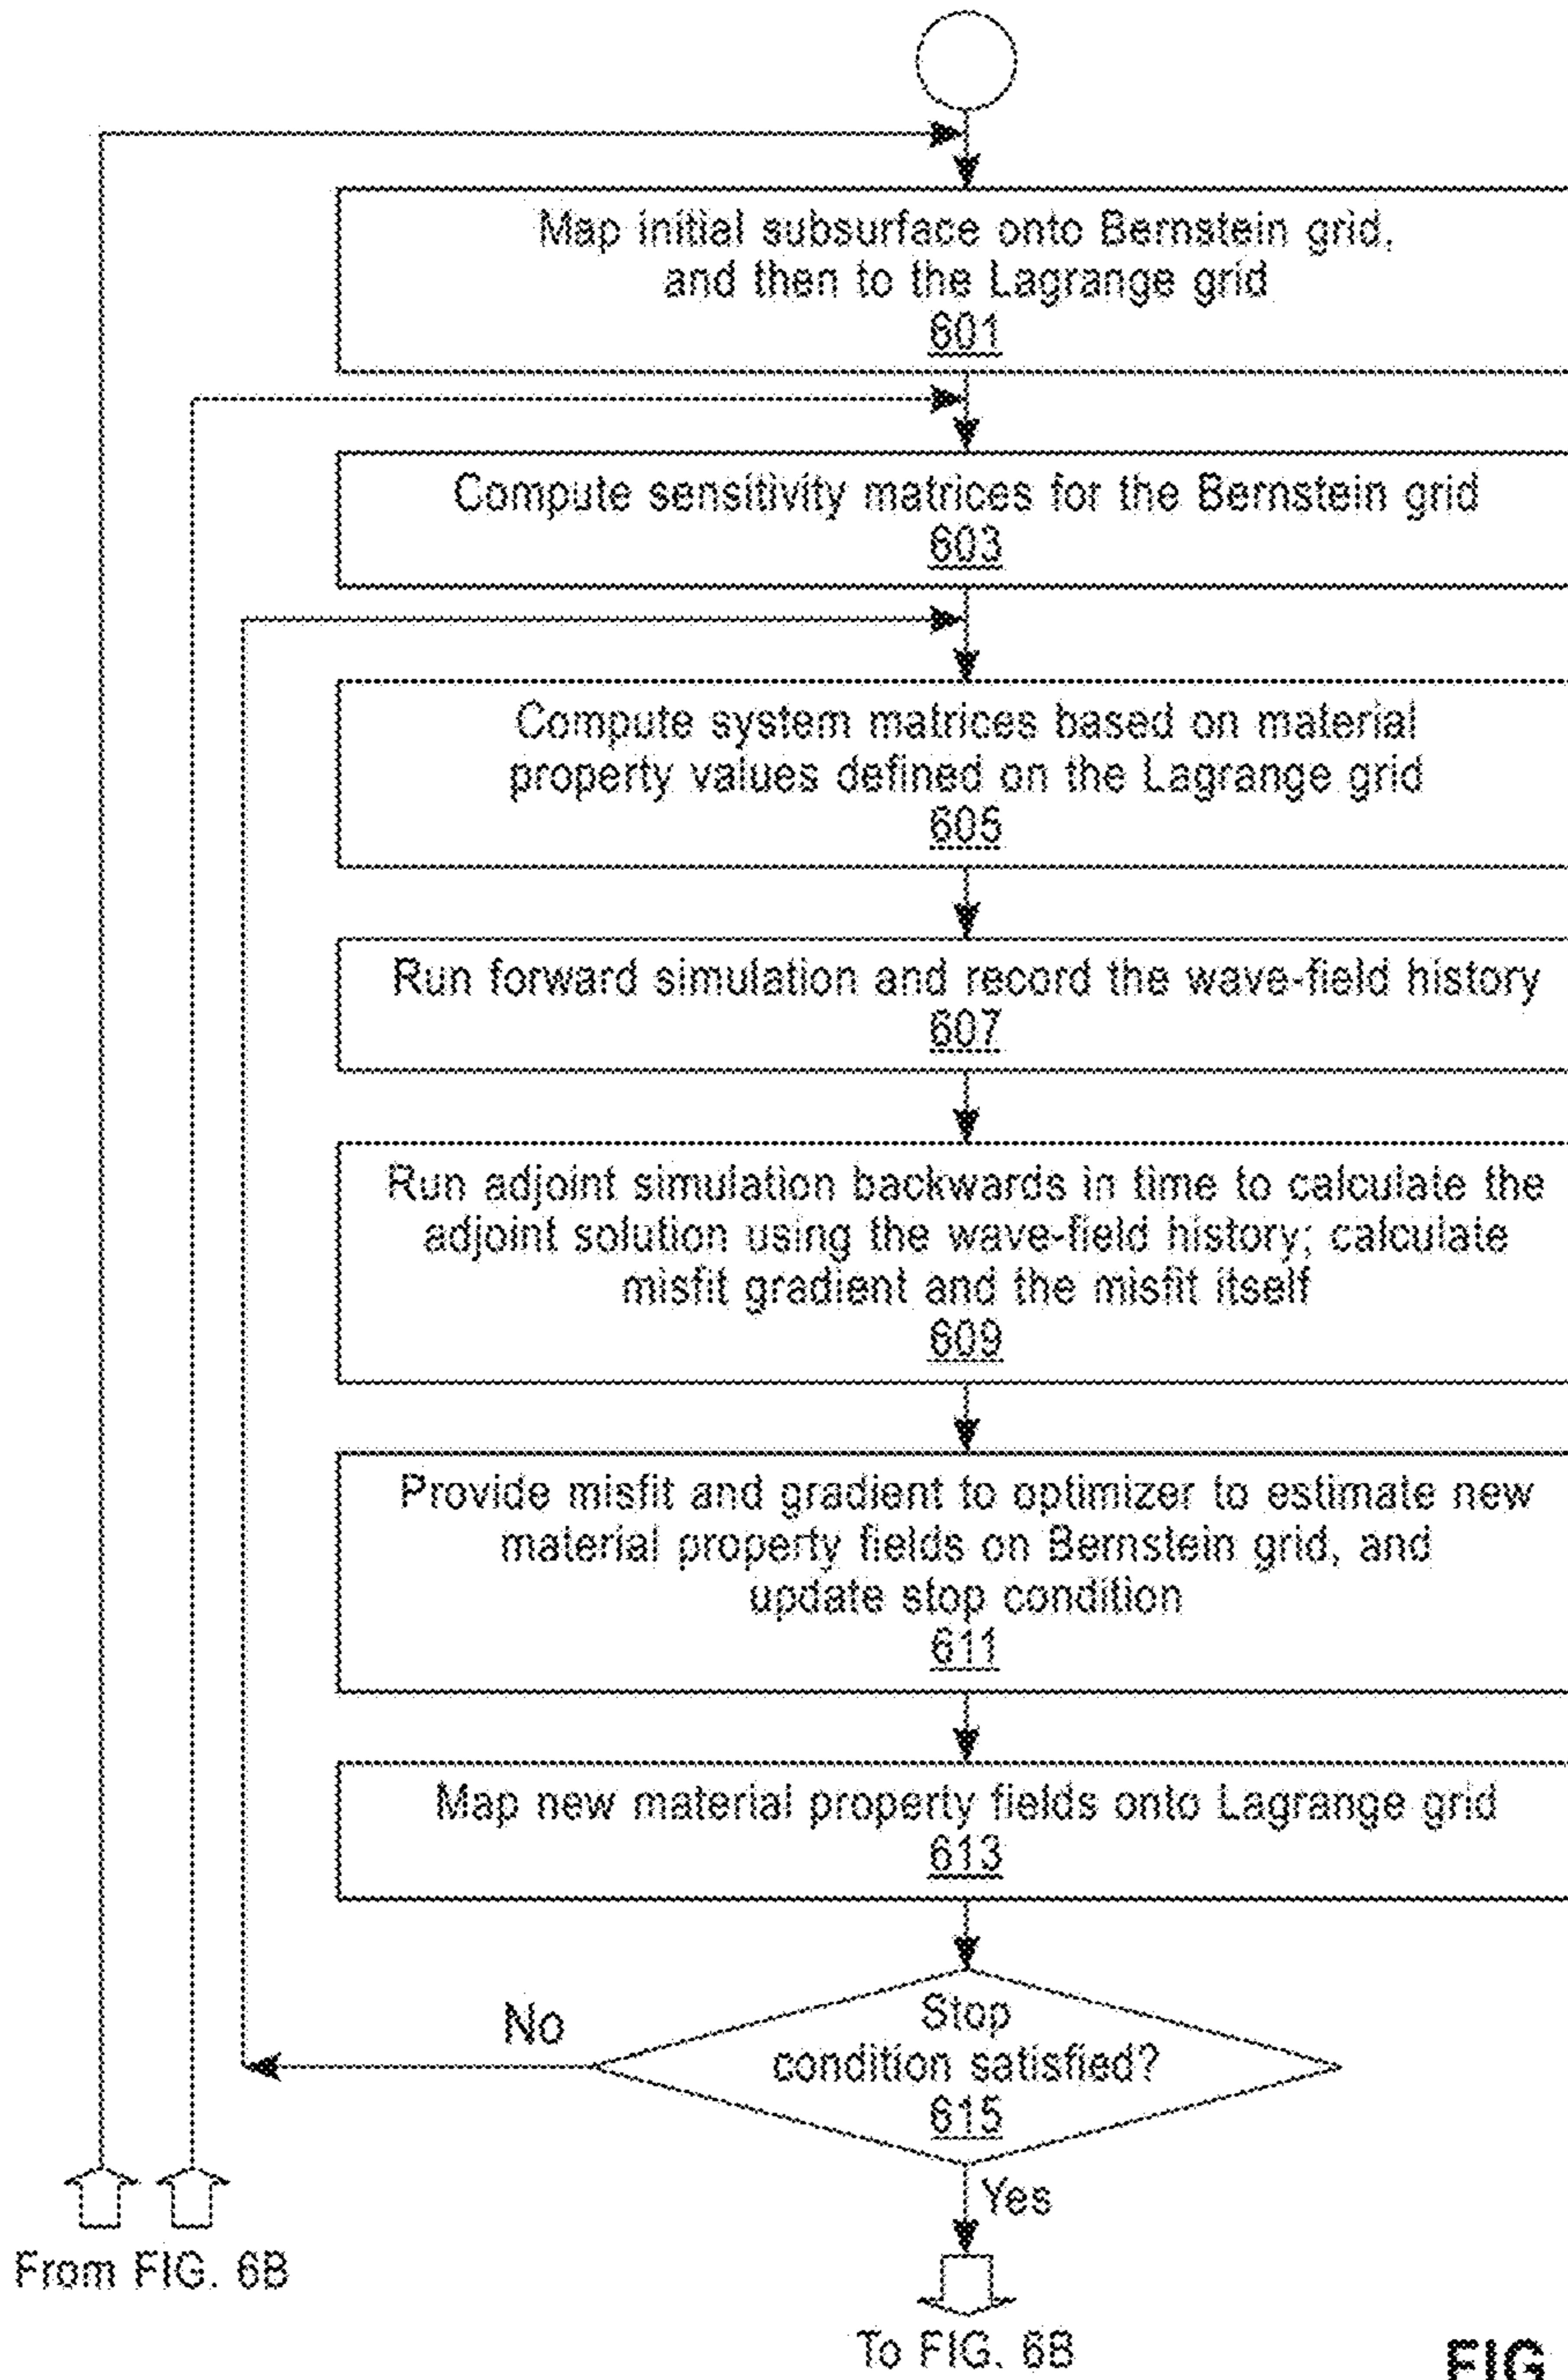 Map initial subsurface onto Bernstein grid,
and then to the Lagrange grid
601
Compute sensitivity matrices for the Bernstein grid
603
Compute system matrices based on material
property values defined on the Lagrange grid
605
Run forward simulation and record the wave-field history
607
Run adjoint simulation backwards in time to calculate the
adjoint solution using the wave-field history; calculate
misfit gradient and the misfit itself
609
Provide misfit and gradient to optimizer to estimate new
material property fields on Bernstein grid, and
update stop condition
611
Map new material property fields onto Lagrange grid
613
No
Stop
condition satisfied?
615
Yes
From FIG. 6B
To FIG. 6B
FIG